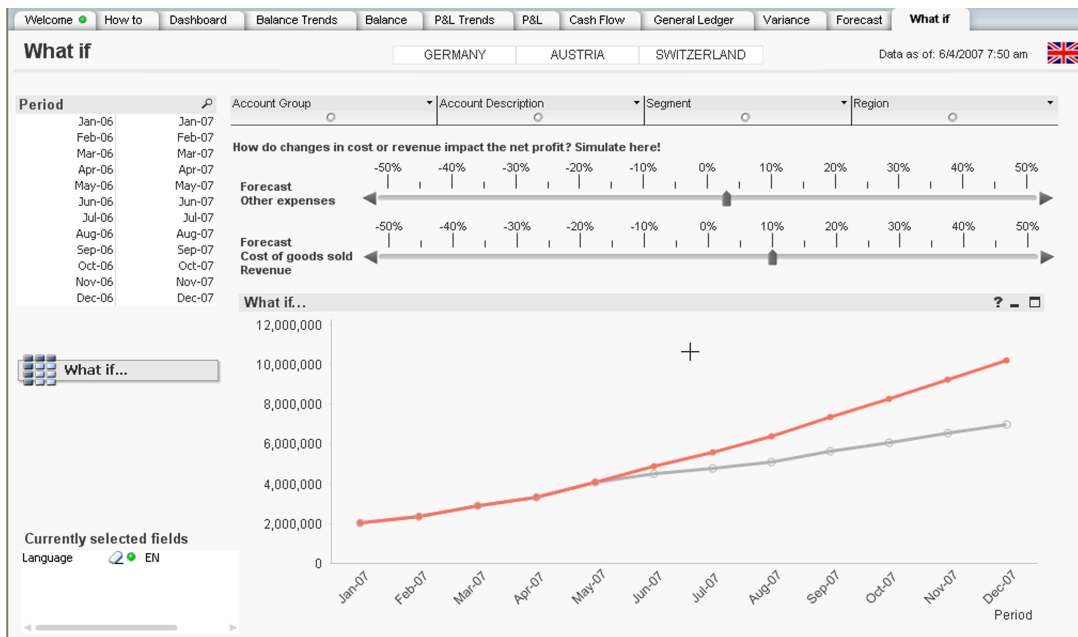 Welcome How to Dashboard Balance Trends Balance P&L Trends P&L Cash Flow General Ledger Variance Forecast What if
What if
GERMANY AUSTRIA SWITZERLAND
Data as of: 6/4/2007 7:50 am
Period
Jan-06 Jan-07
Feb-06 Feb-07
Mar-06 Mar-07
Apr-06 Apr-07
May-06 May-07
Jun-06 Jun-07
Jul-06 Jul-07
Aug-06 Aug-07
Sep-06 Sep-07
Oct-06 Oct-07
Nov-06 Nov-07
Dec-06 Dec-07
What if...
Currently selected fields
Language EN
Account Group Account Description Segment Region
How do changes in cost or revenue impact the net profit? Simulate here!
-50% -40% -30% -20% -10% 0% 10% 20% 30% 40% 50%
Forecast
Other expenses
-50% -40% -30% -20% -10% 0% 10% 20% 30% 40% 50%
Forecast
Cost of goods sold
Revenue
What if... ?
12,000,000
10,000,000
8,000,000
6,000,000
4,000,000
2,000,000
0
Jan-07 Feb-07 Mar-07 Apr-07 May-07 Jun-07 Jul-07 Aug-07 Sep-07 Oct-07 Nov-07 Dec-07
Period